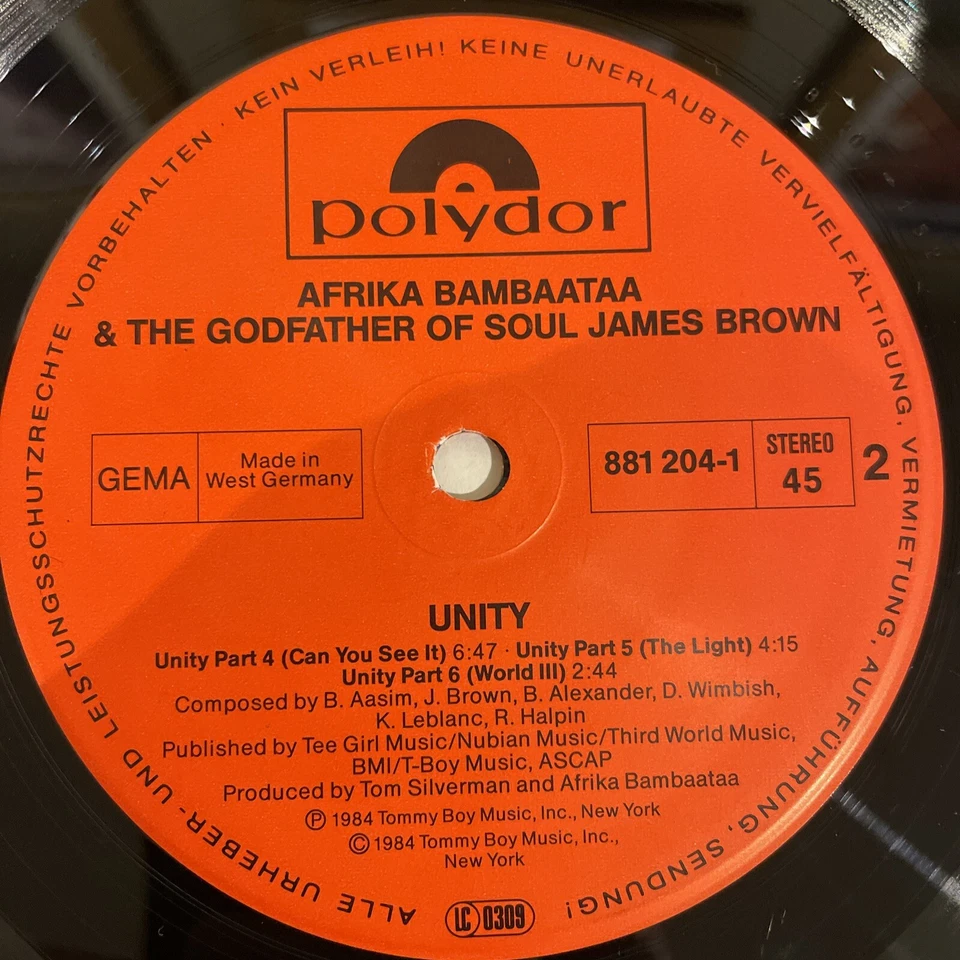 ALLE URHEBER- UND LEISTUNGSSCHUTZRECHTE VORBEHALTEN · KEIN VERLEIH! KEINE UNERLAUBTE VERVIELFÄLTIGUNG, VERMIETUNG, AUFFÜHRUNG, SENDUNG!
polydor
AFRIKA BAMBAATAA
& THE GODFATHER OF SOUL JAMES BROWN
GEMA
Made in
West Germany
881 204-1
STEREO
45
2
UNITY
Unity Part 4 (Can You See It) 6:47 · Unity Part 5 (The Light) 4:15
Unity Part 6 (World III) 2:44
Composed by B. Aasim, J. Brown, B. Alexander, D. Wimbish,
K. Leblanc, R. Halpin
Published by Tee Girl Music/Nubian Music/Third World Music,
BMI/T-Boy Music, ASCAP
Produced by Tom Silverman and Afrika Bambaataa
Ⓟ 1984 Tommy Boy Music, Inc., New York
© 1984 Tommy Boy Music, Inc.,
New York
LC 0309